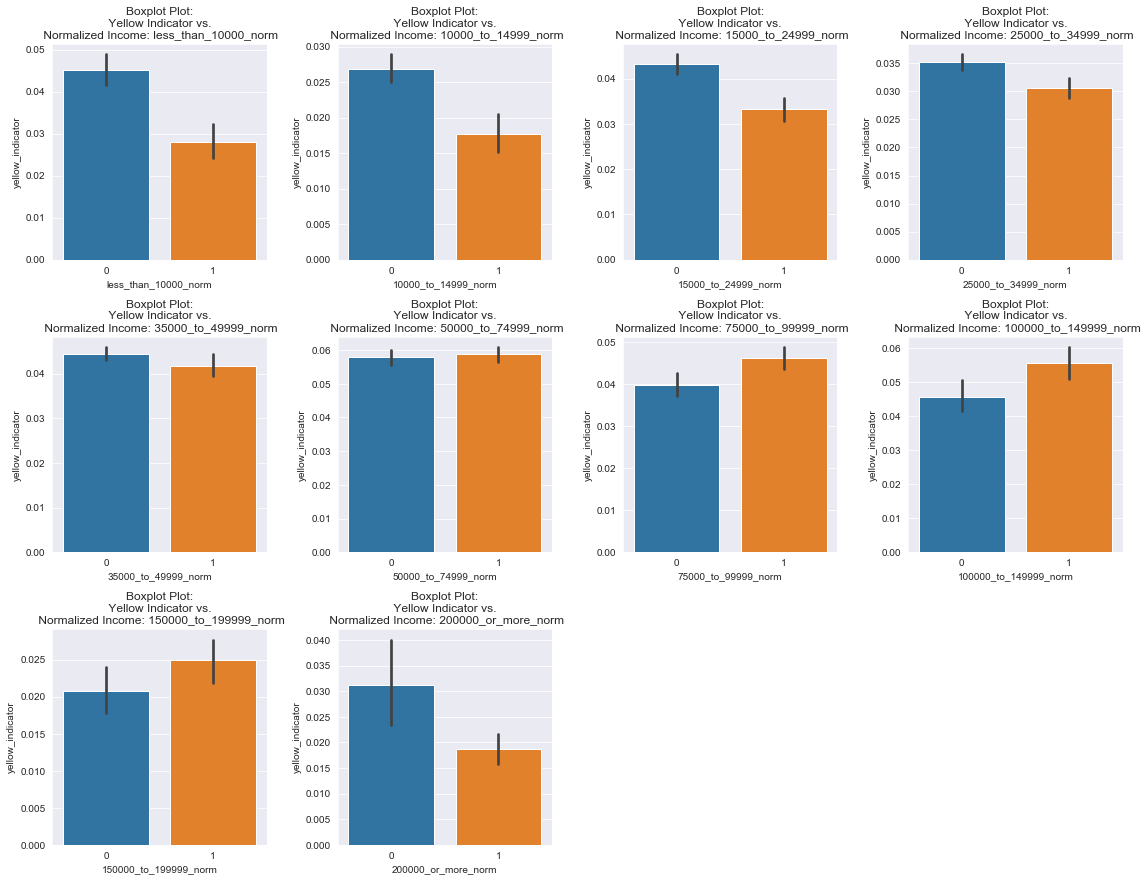 Boxplot Plot:
Yellow Indicator vs.
Normalized Income: less_than_10000_norm
0.05
0.04
0.03
0.02
0.01
0.00
yellow_indicator
0
1
less_than_10000_norm
Boxplot Plot:
Yellow Indicator vs.
Normalized Income: 10000_to_14999_norm
0.030
0.025
0.020
0.015
0.010
0.005
0.000
yellow_indicator
0
1
10000_to_14999_norm
Boxplot Plot:
Yellow Indicator vs.
Normalized Income: 15000_to_24999_norm
0.04
0.03
0.02
0.01
0.00
yellow_indicator
0
1
15000_to_24999_norm
Boxplot Plot:
Yellow Indicator vs.
Normalized Income: 25000_to_34999_norm
0.035
0.030
0.025
0.020
0.015
0.010
0.005
0.000
yellow_indicator
0
1
25000_to_34999_norm
Boxplot Plot:
Yellow Indicator vs.
Normalized Income: 35000_to_49999_norm
0.04
0.03
0.02
0.01
0.00
yellow_indicator
0
1
35000_to_49999_norm
Boxplot Plot:
Yellow Indicator vs.
Normalized Income: 50000_to_74999_norm
0.06
0.05
0.04
0.03
0.02
0.01
0.00
yellow_indicator
0
1
50000_to_74999_norm
Boxplot Plot:
Yellow Indicator vs.
Normalized Income: 75000_to_99999_norm
0.05
0.04
0.03
0.02
0.01
0.00
yellow_indicator
0
1
75000_to_99999_norm
Boxplot Plot:
Yellow Indicator vs.
Normalized Income: 100000_to_149999_norm
0.06
0.05
0.04
0.03
0.02
0.01
0.00
yellow_indicator
0
1
100000_to_149999_norm
Boxplot Plot:
Yellow Indicator vs.
Normalized Income: 150000_to_199999_norm
0.025
0.020
0.015
0.010
0.005
0.000
yellow_indicator
0
1
150000_to_199999_norm
Boxplot Plot:
Yellow Indicator vs.
Normalized Income: 200000_or_more_norm
0.040
0.035
0.030
0.025
0.020
0.015
0.010
0.005
0.000
yellow_indicator
0
1
200000_or_more_norm